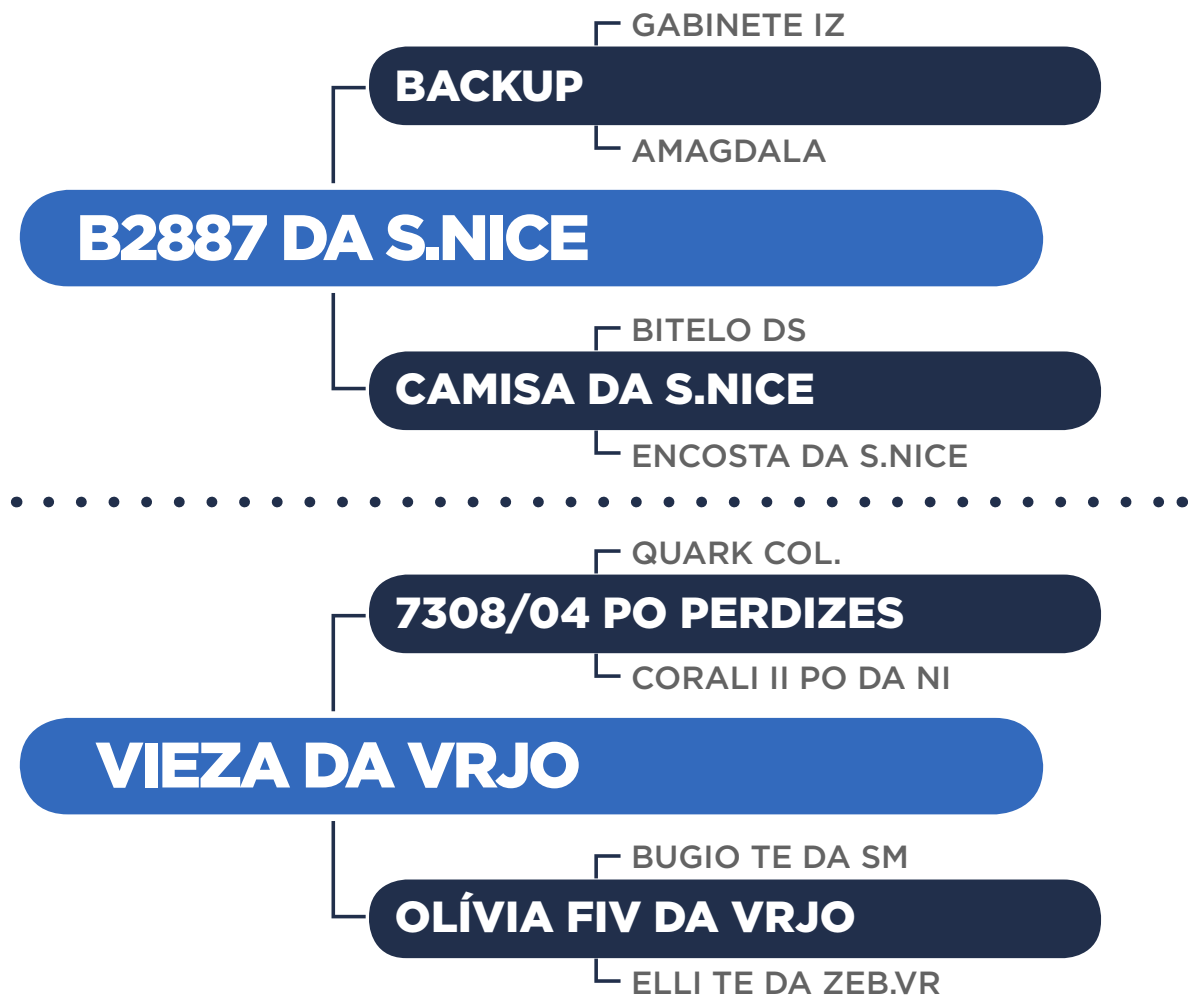 GABINETE IZ
BACKUP
AMAGDALA
B2887 DA S.NICE
BITELO DS
CAMISA DA S.NICE
ENCOSTA DA S.NICE
QUARK COL.
7308/04 PO PERDIZES
CORALI II PO DA NI
VIEZA DA VRJO
BUGIO TE DA SM
OLÍVIA FIV DA VRJO
ELLI TE DA ZEB.VR